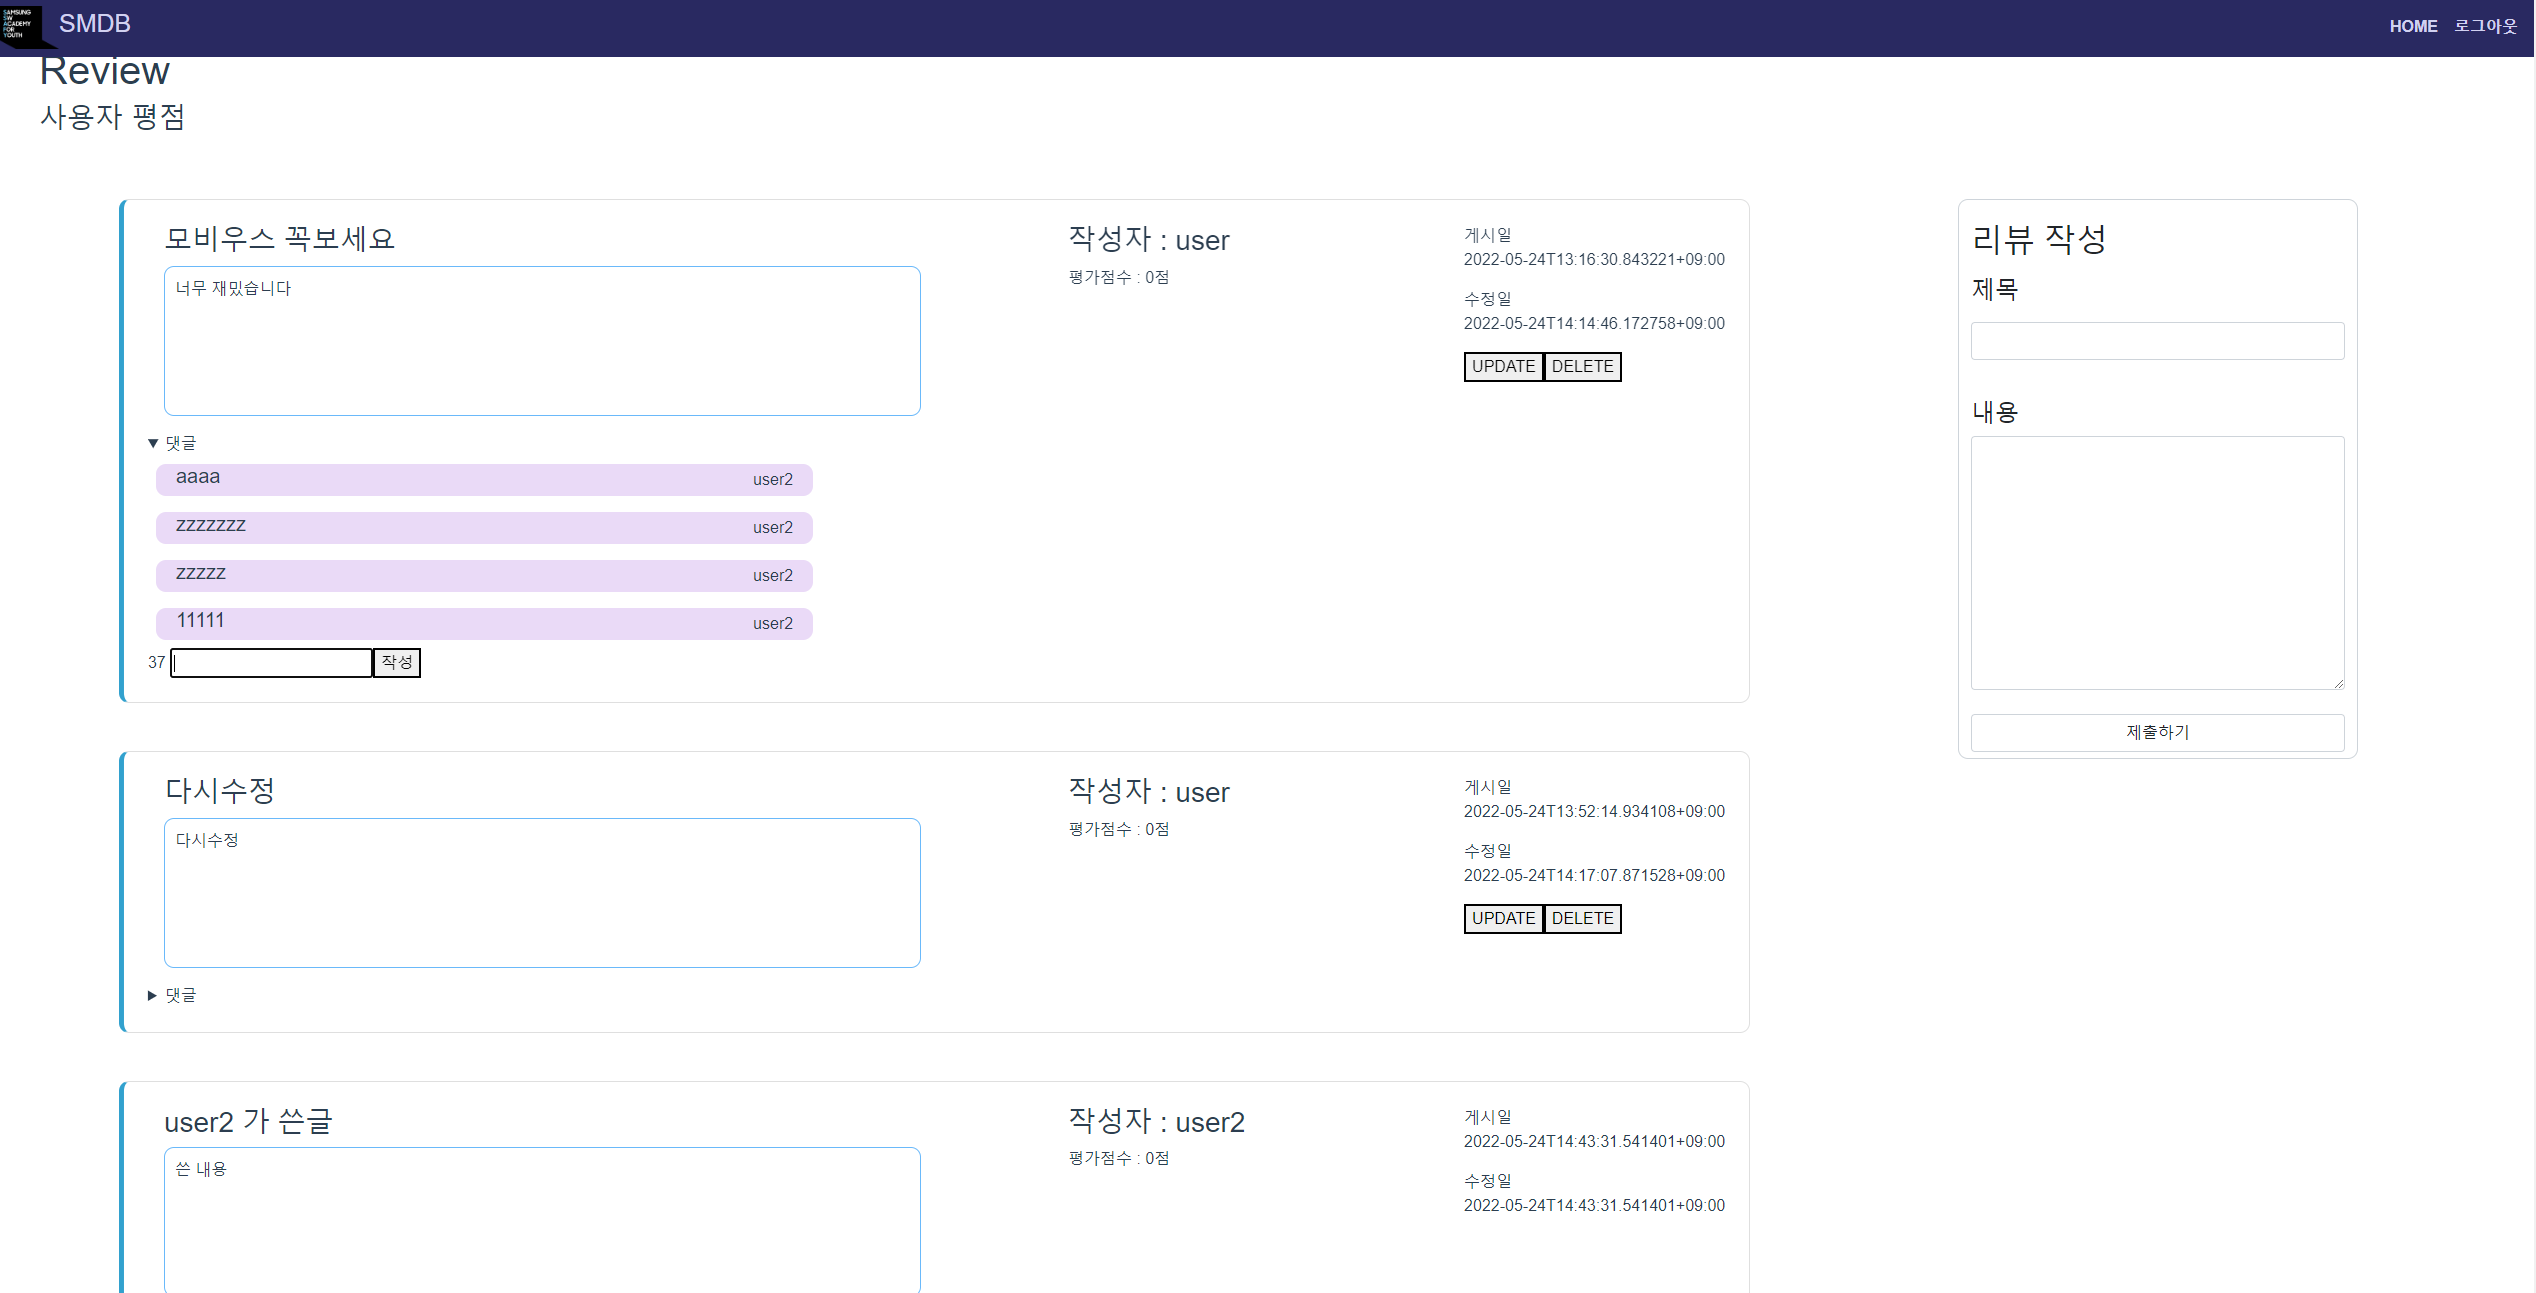 SAMSUNG
SW
ACADEMY
FOR
YOUTH
SMDB
HOME 로그아웃
Review
사용자 평점
모비우스 꼭보세요
너무 재밌습니다
작성자 : user
평가점수 : 0점
게시일
2022-05-24T13:16:30.843221+09:00
수정일
2022-05-24T14:14:46.172758+09:00
UPDATE DELETE
▼ 댓글
aaaa user2
zzzzzzz user2
zzzzz user2
11111 user2
37 작성
다시수정
다시수정
작성자 : user
평가점수 : 0점
게시일
2022-05-24T13:52:14.934108+09:00
수정일
2022-05-24T14:17:07.871528+09:00
UPDATE DELETE
▶ 댓글
user2 가 쓴글
쓴 내용
작성자 : user2
평가점수 : 0점
게시일
2022-05-24T14:43:31.541401+09:00
수정일
2022-05-24T14:43:31.541401+09:00
리뷰 작성
제목
내용
제출하기